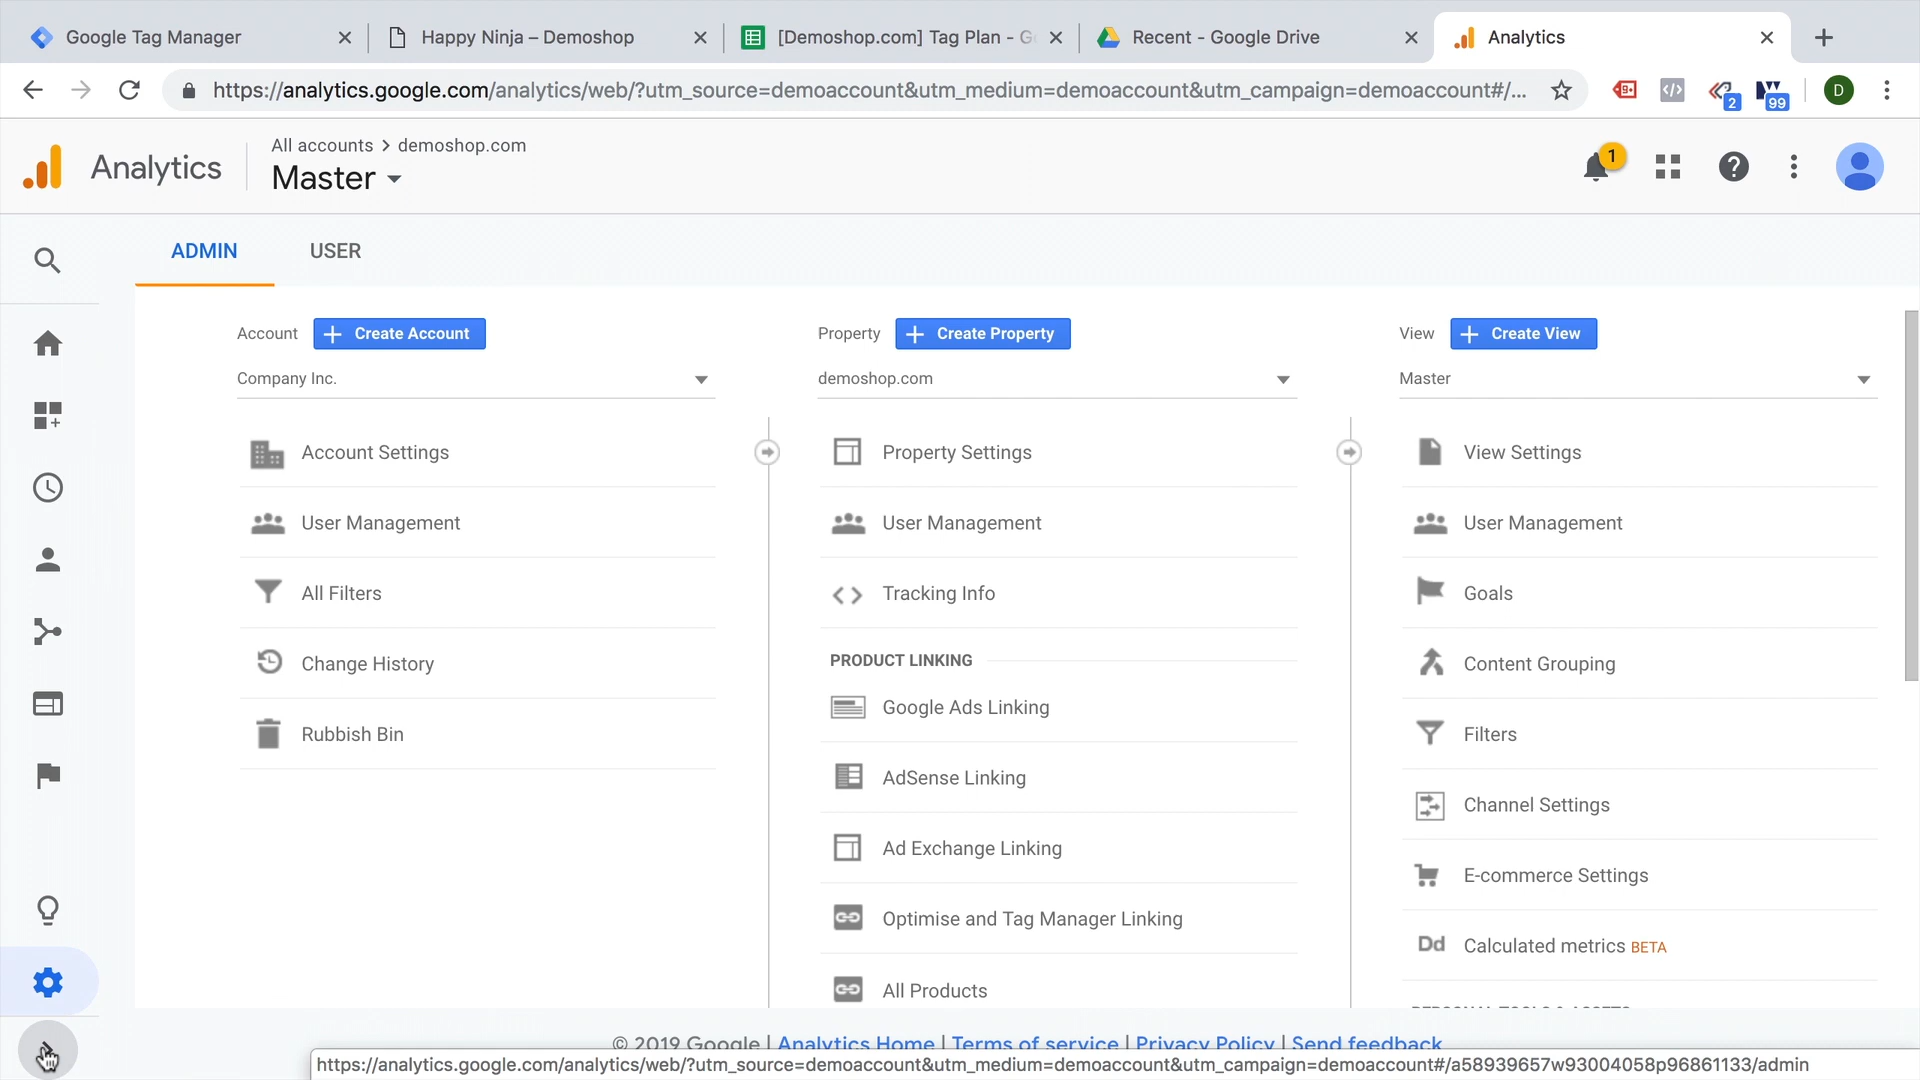 Google Tag Manager
Happy Ninja – Demoshop
[Demoshop.com] Tag Plan - Go
Recent - Google Drive
Analytics
https://analytics.google.com/analytics/web/?utm_source=demoaccount&utm_medium=demoaccount&utm_campaign=demoaccount#/...
2
99
D
Analytics
All accounts > demoshop.com
Master
1
ADMIN
USER
Account
Create Account
Company Inc.
Account Settings
User Management
All Filters
Change History
Rubbish Bin
Property
Create Property
demoshop.com
Property Settings
User Management
Tracking Info
PRODUCT LINKING
Google Ads Linking
AdSense Linking
Ad Exchange Linking
Optimise and Tag Manager Linking
All Products
View
Create View
Master
View Settings
User Management
Goals
Content Grouping
Filters
Channel Settings
E-commerce Settings
Dd Calculated metrics BETA
PERSONAL TOOLS & ASSETS
© 2019 Google | Analytics Home | Terms of service | Privacy Policy | Send feedback
https://analytics.google.com/analytics/web/?utm_source=demoaccount&utm_medium=demoaccount&utm_campaign=demoaccount#/a58939657w93004058p96861133/admin